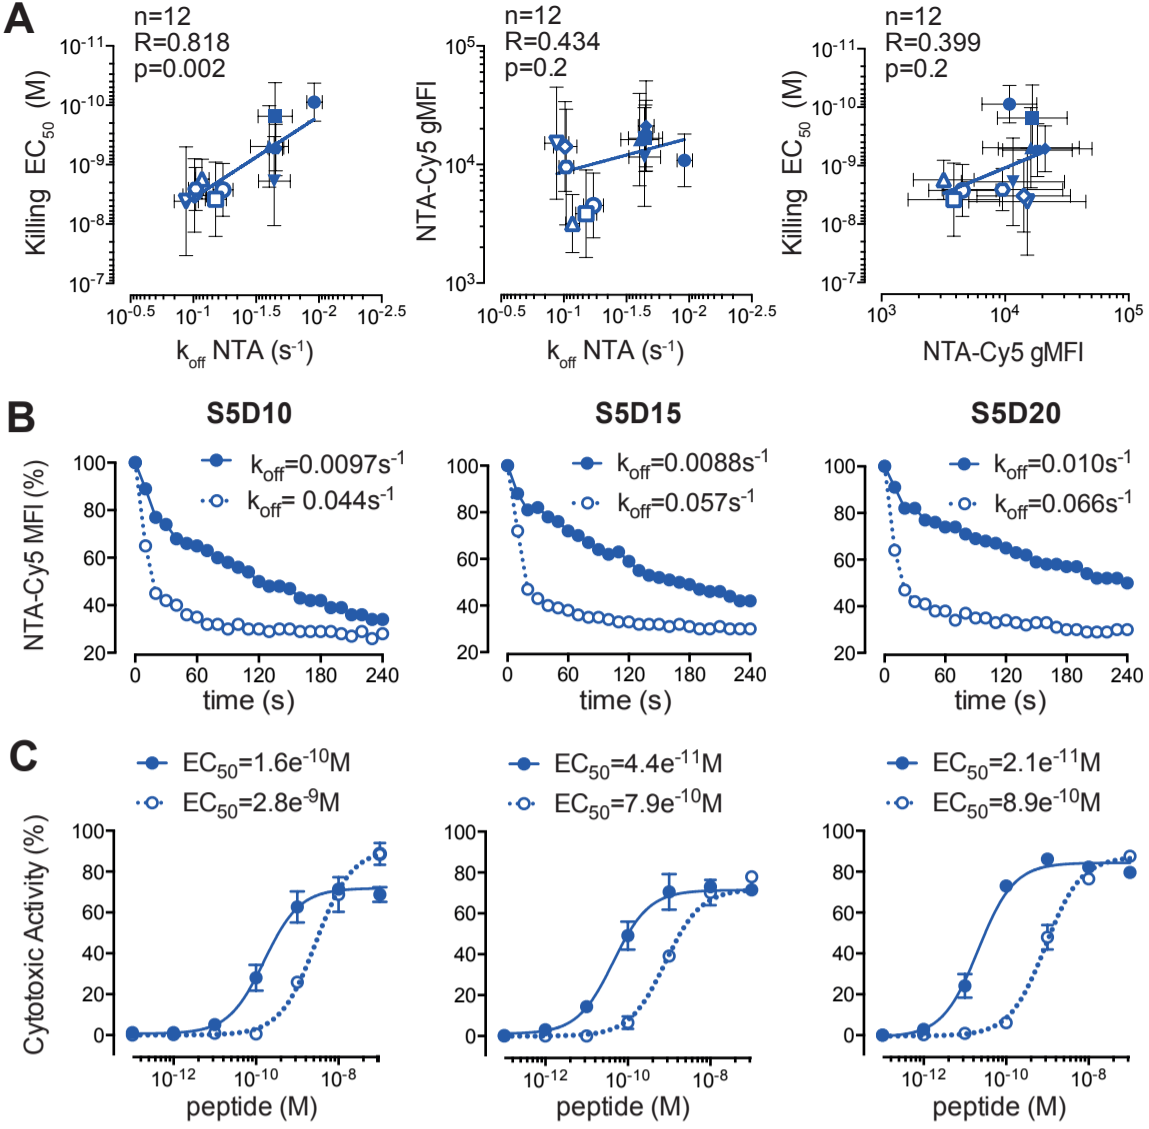 A
n=12
R=0.818
p=0.002
Killing EC50 (M)
10-11
10-10
10-9
10-8
10-7
10-0.5 10-1 10-1.5 10-2 10-2.5
koff NTA (s-1)
n=12
R=0.434
p=0.2
NTA-Cy5 gMFI
105
104
103
10-0.5 10-1 10-1.5 10-2 10-2.5
koff NTA (s-1)
n=12
R=0.399
p=0.2
Killing EC50 (M)
10-11
10-10
10-9
10-8
10-7
103 104 105
NTA-Cy5 gMFI
B
S5D10
koff=0.0097s-1
koff= 0.044s-1
NTA-Cy5 MFI (%)
100
80
60
40
20
0 60 120 180 240
time (s)
S5D15
koff=0.0088s-1
koff=0.057s-1
100
80
60
40
20
0 60 120 180 240
time (s)
S5D20
koff=0.010s-1
koff=0.066s-1
100
80
60
40
20
0 60 120 180 240
time (s)
C
EC50=1.6e-10M
EC50=2.8e-9M
Cytotoxic Activity (%)
100
80
60
40
20
0
10-12 10-10 10-8
peptide (M)
EC50=4.4e-11M
EC50=7.9e-10M
100
80
60
40
20
0
10-12 10-10 10-8
peptide (M)
EC50=2.1e-11M
EC50=8.9e-10M
100
80
60
40
20
0
10-12 10-10 10-8
peptide (M)